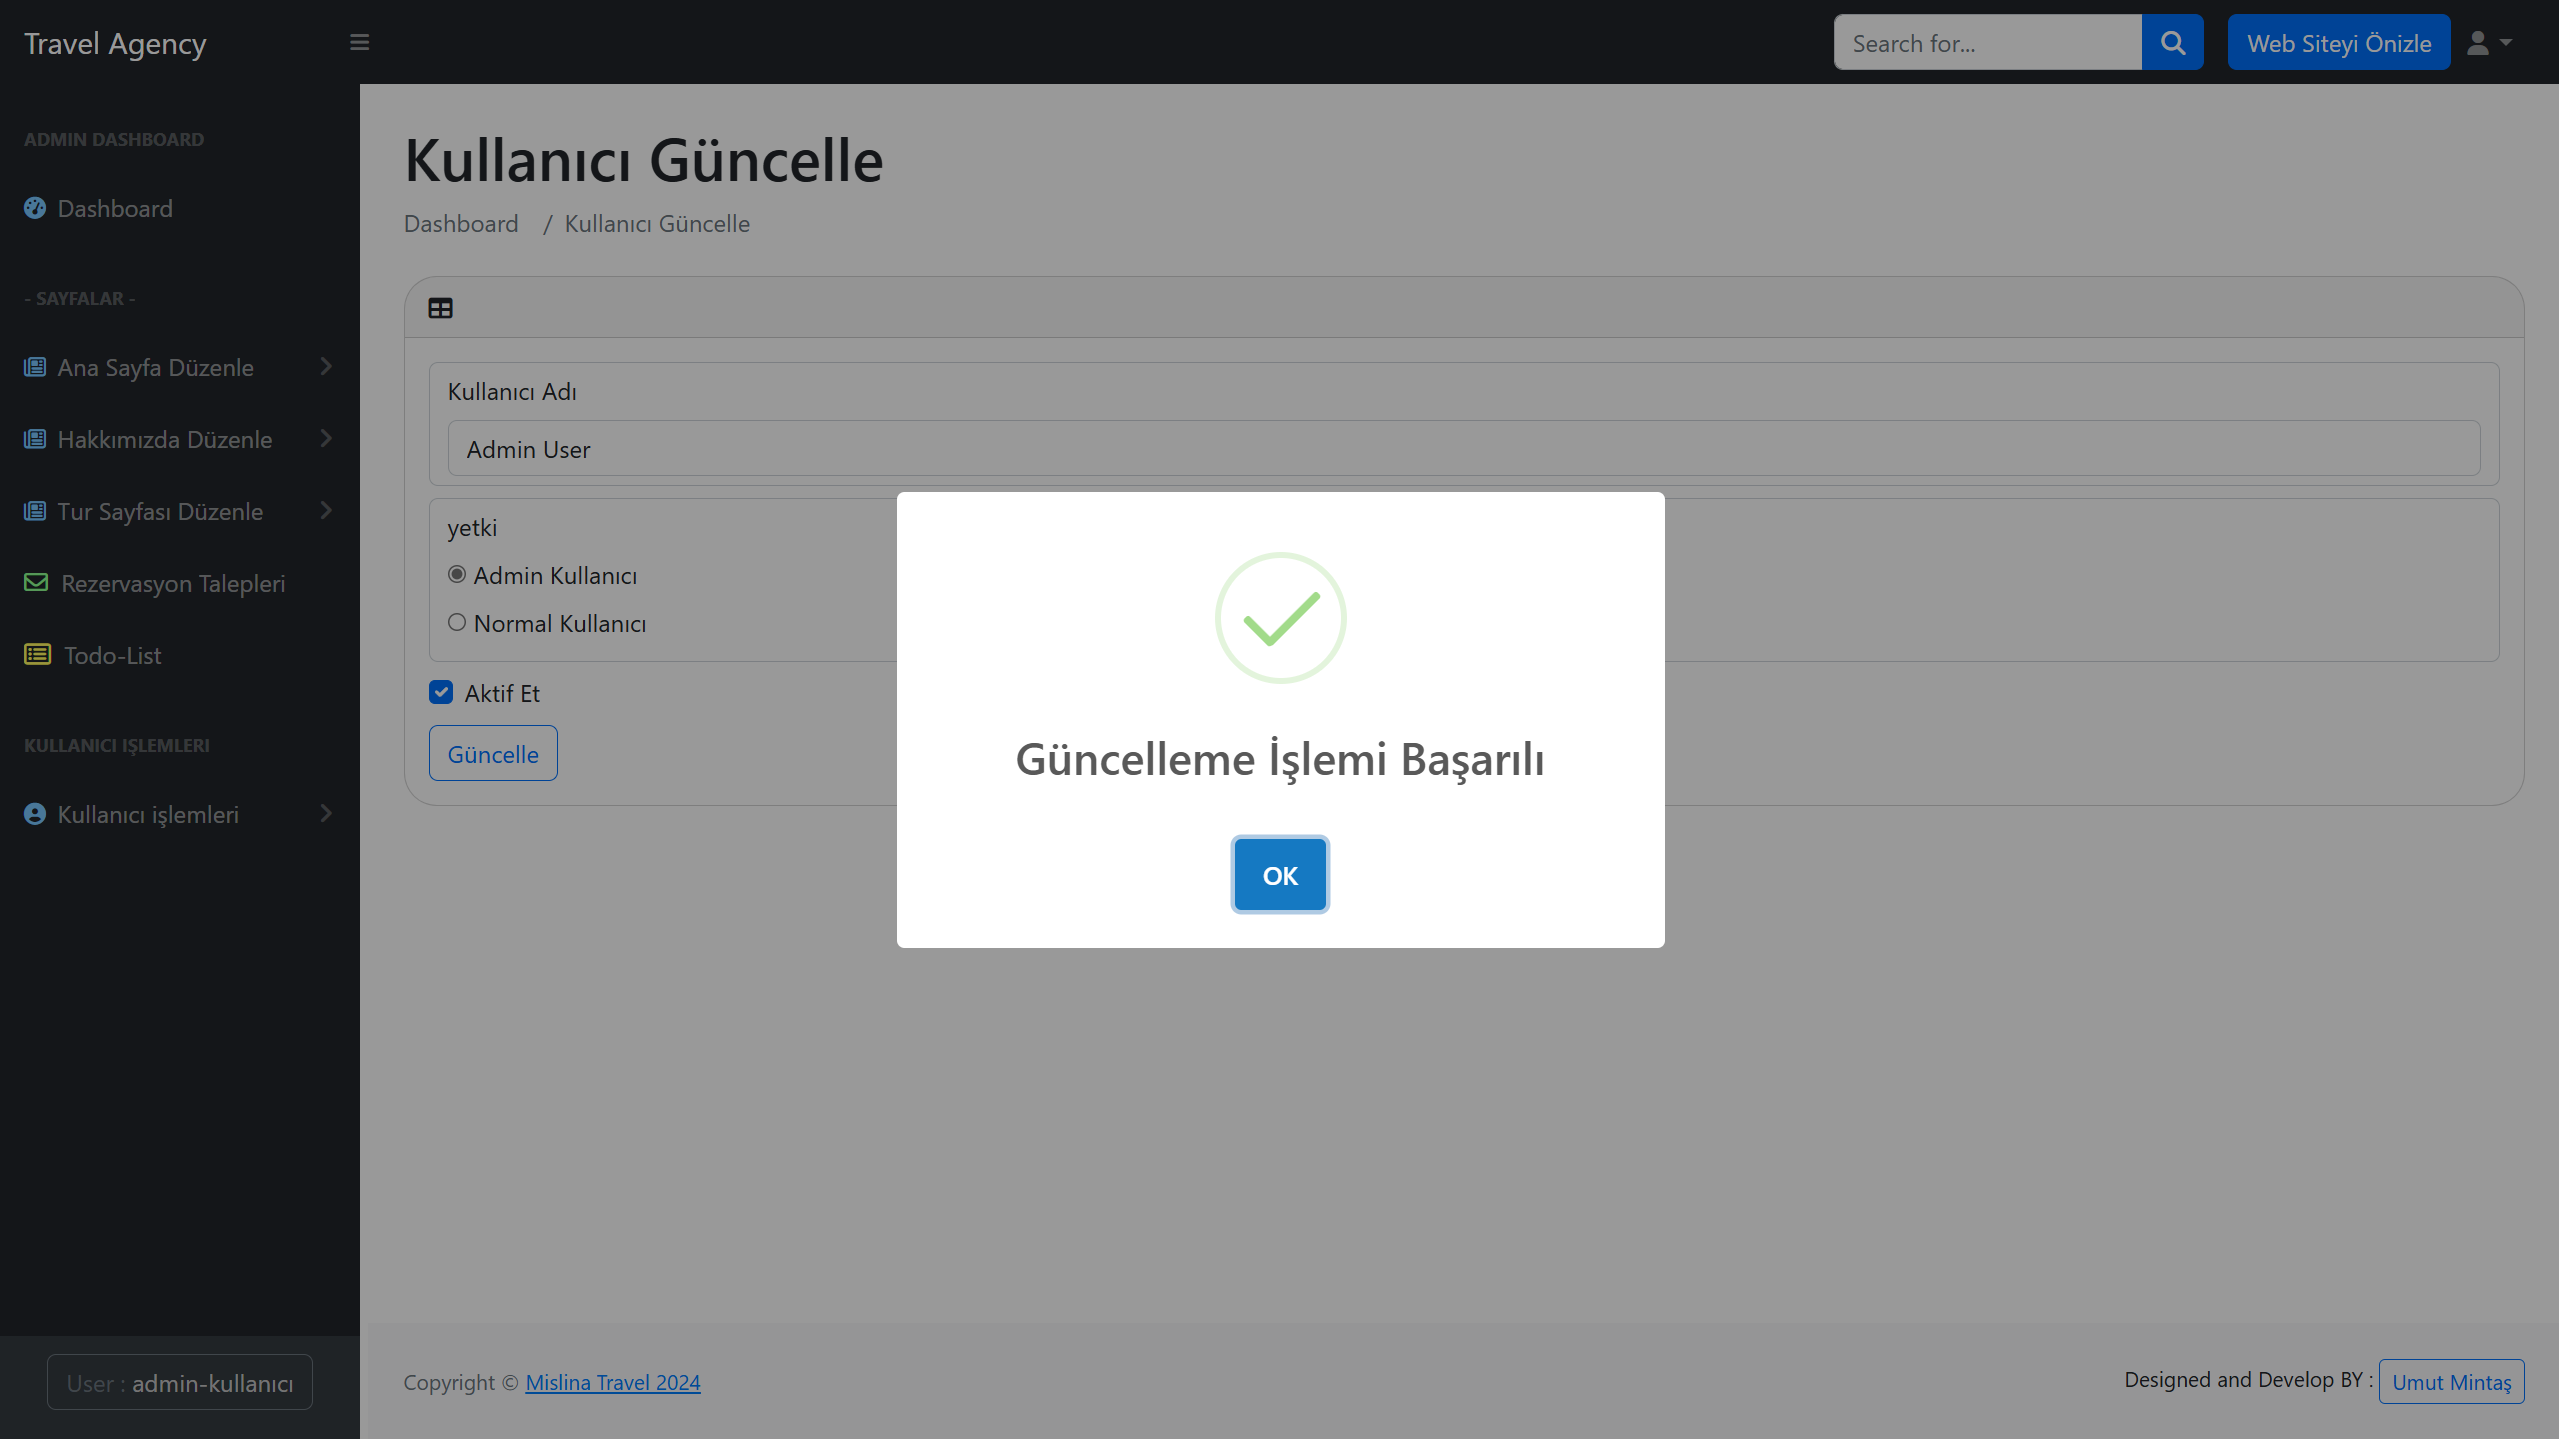 Travel Agency
Search for...
Web Siteyi Önizle
ADMIN DASHBOARD
Dashboard
- SAYFALAR -
Ana Sayfa Düzenle
Hakkımızda Düzenle
Tur Sayfası Düzenle
Rezervasyon Talepleri
Todo-List
KULLANICI IŞLEMLERI
Kullanıcı işlemleri
User : admin-kullanıcı
Kullanıcı Güncelle
Dashboard / Kullanıcı Güncelle
Kullanıcı Adı
Admin User
yetki
Admin Kullanıcı
Normal Kullanıcı
Aktif Et
Güncelle
Güncelleme İşlemi Başarılı
OK
Copyright © Mislina Travel 2024
Designed and Develop BY : Umut Mintaş